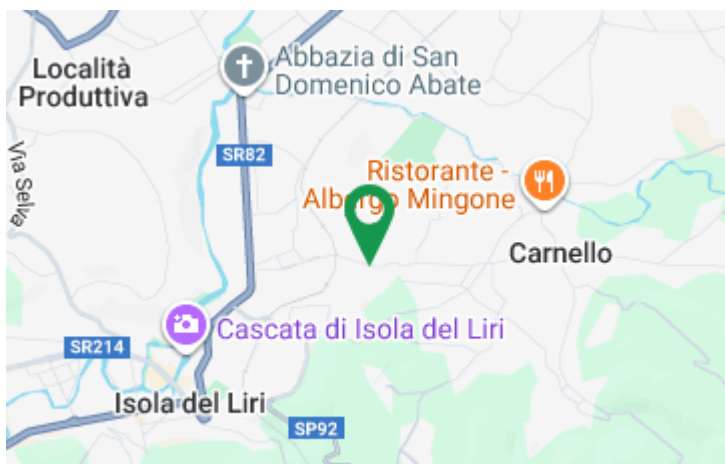 Località
Produttiva
Abbazia di San
Domenico Abate
Via Selva
SR82
Ristorante -
Albergo Mingone
Carnello
Cascata di Isola del Liri
SR214
Isola del Liri
SP92